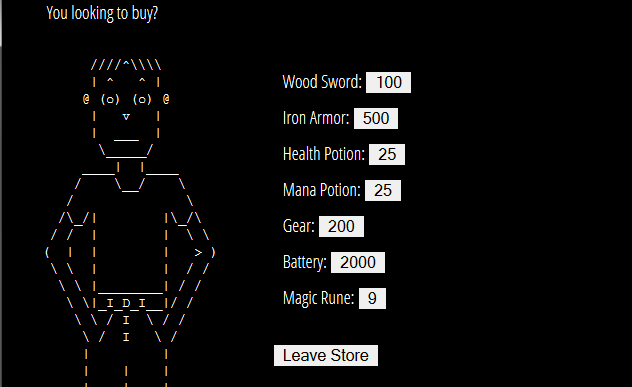 You looking to buy?
Wood Sword: 100
Iron Armor: 500
Health Potion: 25
Mana Potion: 25
Gear: 200
Battery: 2000
Magic Rune: 9
Leave Store